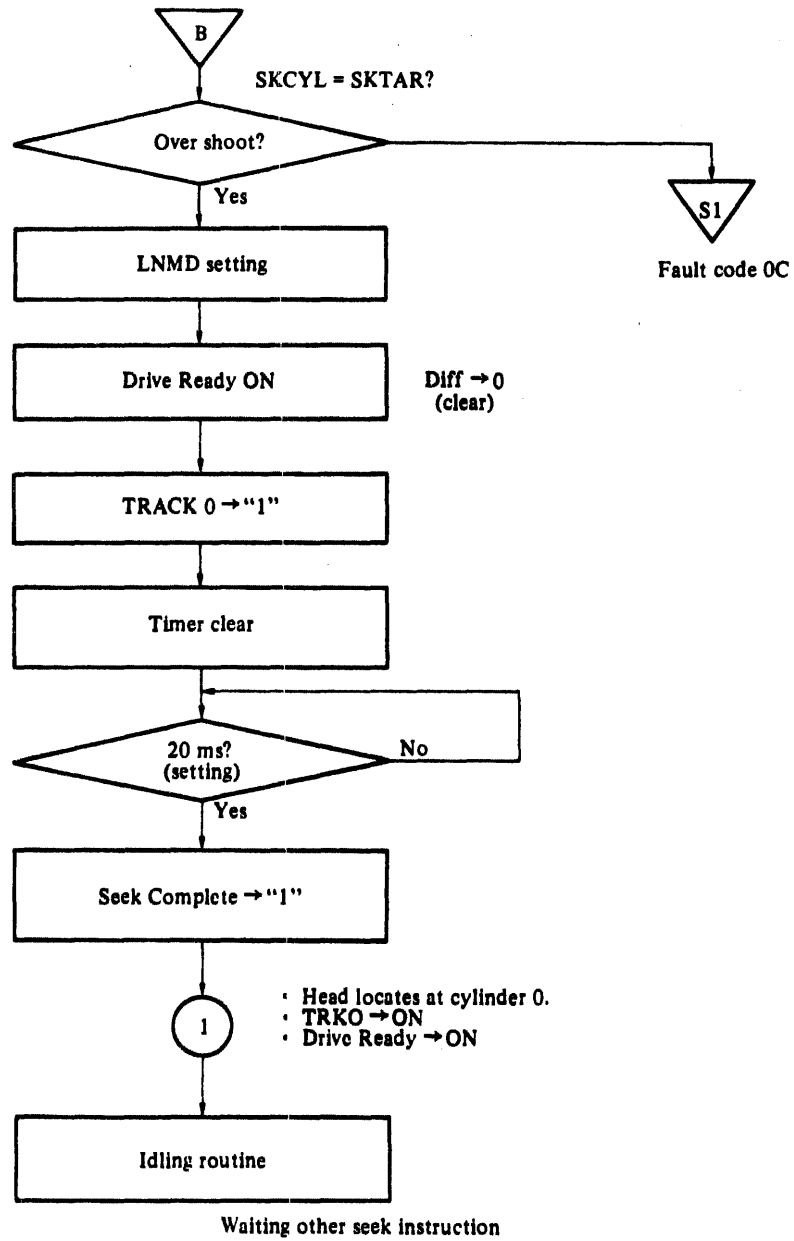 B
SKCYL = SKTAR?
Over shoot?
Yes
S1
Fault code 0C
LNMD setting
Drive Ready ON
Diff → 0
(clear)
TRACK 0 → “1”
Timer clear
20 ms?
(setting)
No
Yes
Seek Complete → “1”
1
• Head locates at cylinder 0.
• TRKO → ON
• Drive Ready → ON
Idling routine
Waiting other seek instruction